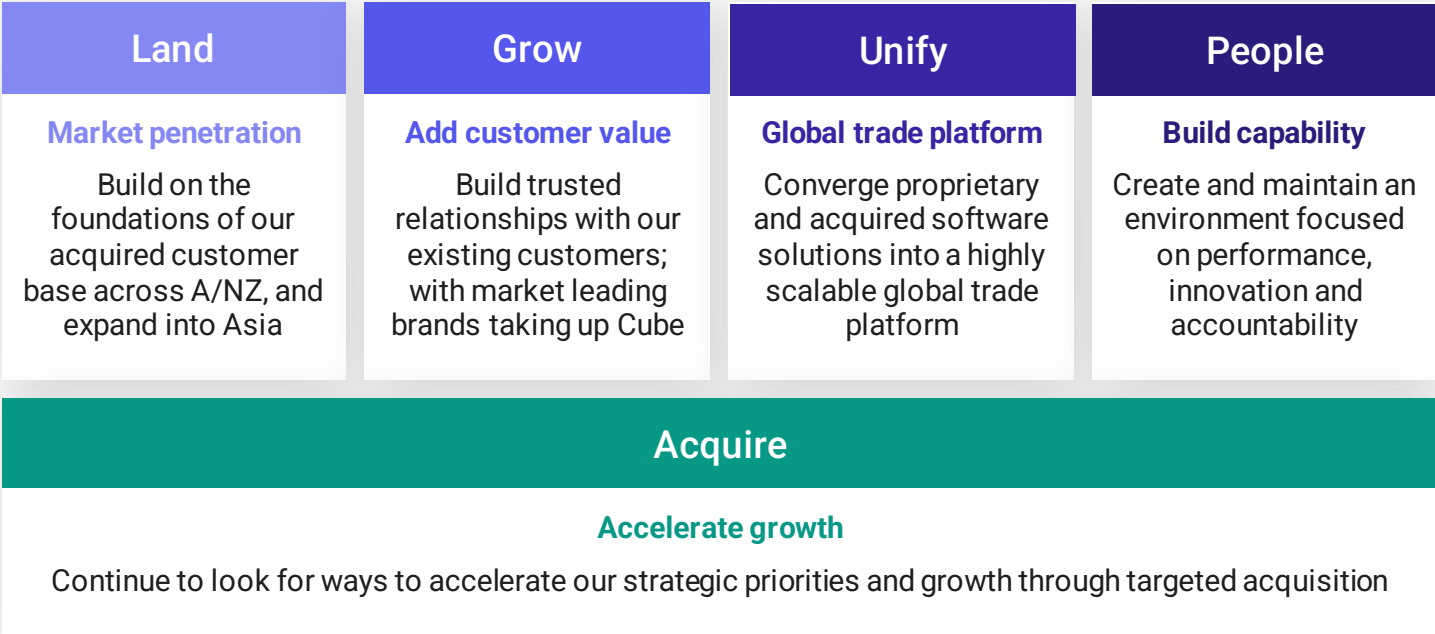 Land
Market penetration
Build on the
foundations of our
acquired customer
base across A/NZ, and
expand into Asia
Grow
Add customer value
Build trusted
relationships with our
existing customers;
with market leading
brands taking up Cube
Unify
Global trade platform
Converge proprietary
and acquired software
solutions into a highly
scalable global trade
platform
People
Build capability
Create and maintain an
environment focused
on performance,
innovation and
accountability
Acquire
Accelerate growth
Continue to look for ways to accelerate our strategic priorities and growth through targeted acquisition